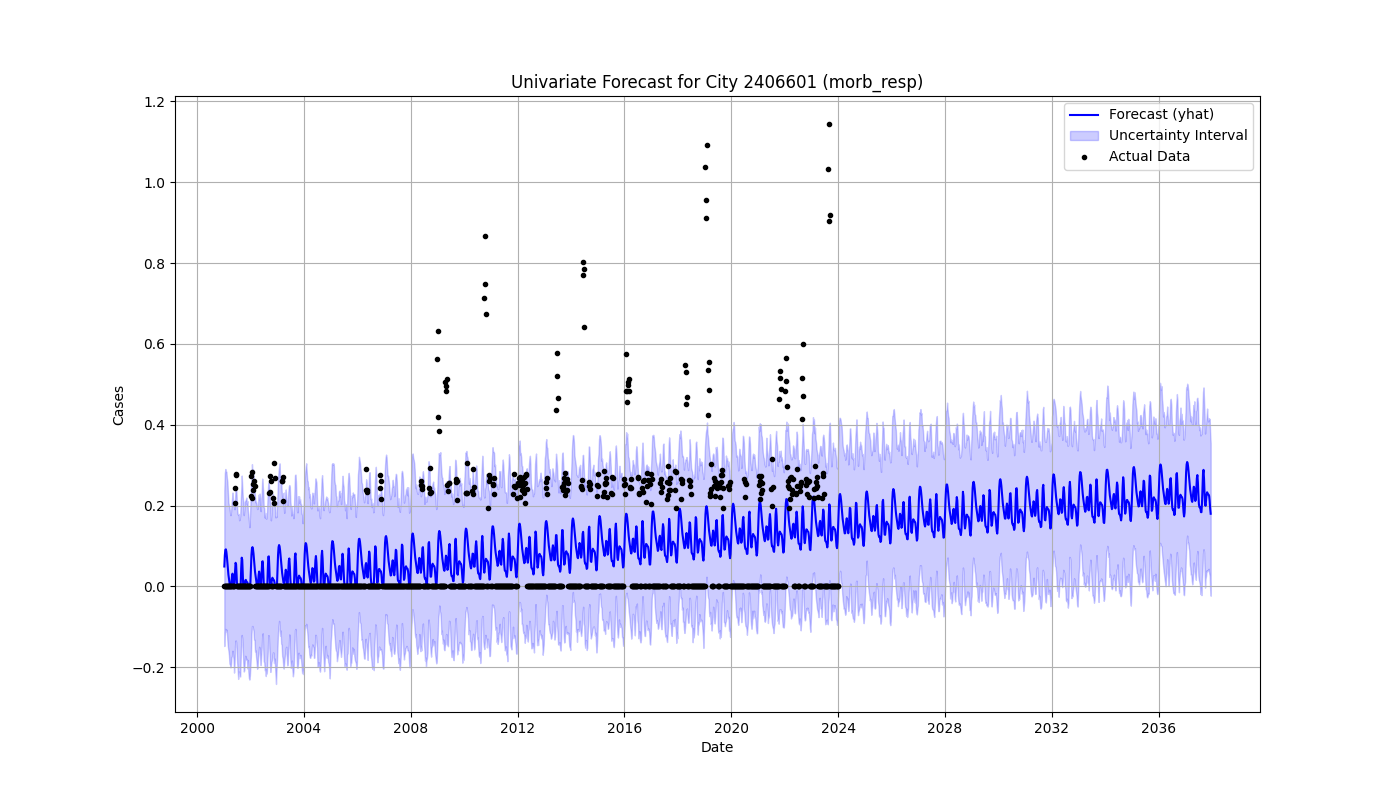 Univariate Forecast for City 2406601 (morb_resp)
1.2
1.0
0.8
0.6
0.4
0.2
0.0
−0.2
Cases
Forecast (yhat)
Uncertainty Interval
Actual Data
2000 2004 2008 2012 2016 2020 2024 2028 2032 2036
Date